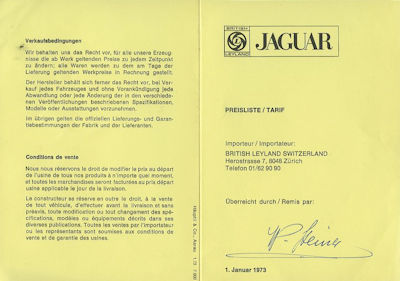 Verkaufsbedingungen
Wir behalten uns das Recht vor, für alle unsere Erzeug-
nisse die ab Werk geltenden Preise zu jedem Zeitpunkt
zu ändern; alle Waren werden zu dem am Tage der
Lieferung geltenden Werkpreise in Rechnung gestellt.
Der Hersteller behält sich ferner das Recht vor, bei Ver-
kauf jedes Fahrzeuges und ohne Vorankündigung jede
Abwandlung oder jede Änderung der in den verschiede-
nen Veröffentlichungen beschriebenen Spezifikationen,
Modelle oder Ausstattungen vorzunehmen.
Im übrigen gelten die offiziellen Lieferungs- und Garan-
tiebestimmungen der Fabrik und der Lieferanten.
Conditions de vente
Nous nous réservons le droit de modifier le prix au départ
de l'usine de tous nos produits à n'importe quel moment,
et toutes les marchandises seront facturées au prix départ
usine applicable le jour de la livraison.
Le constructeur se réserve en outre le droit, à la vente
de tout véhicule, d'effectuer avant la livraison et sans
préavis, toute modification ou tout changement des spé-
cifications, modèles ou équipements décrits dans ses
diverses publications. Toutes les ventes par l'importateur
ou les représentants sont soumises aux conditions de
vente et de garantie des usines.
BRITISH
LEYLAND
JAGUAR
PREISLISTE / TARIF
Importeur / Importateur:
BRITISH LEYLAND SWITZERLAND
Herostrasse 7, 8048 Zürich
Telefon 01/62 90 90
Überreicht durch / Remis par:
1. Januar 1973